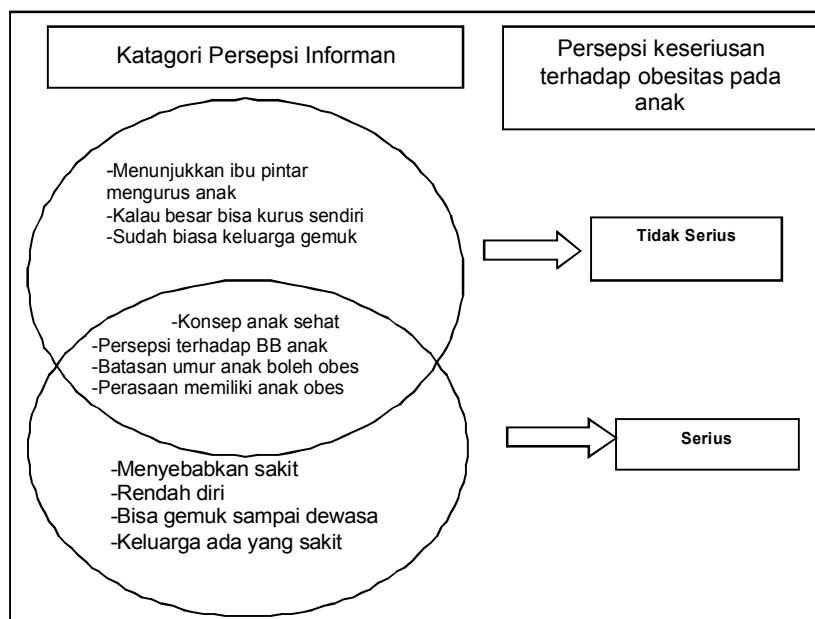 Katagori Persepsi Informan
Persepsi keseriusan
terhadap obesitas pada
anak
-Menunjukkan ibu pintar
mengurus anak
-Kalau besar bisa kurus sendiri
-Sudah biasa keluarga gemuk
Tidak Serius
-Konsep anak sehat
-Persepsi terhadap BB anak
-Batasan umur anak boleh obes
-Perasaan memiliki anak obes
Serius
-Menyebabkan sakit
-Rendah diri
-Bisa gemuk sampai dewasa
-Keluarga ada yang sakit